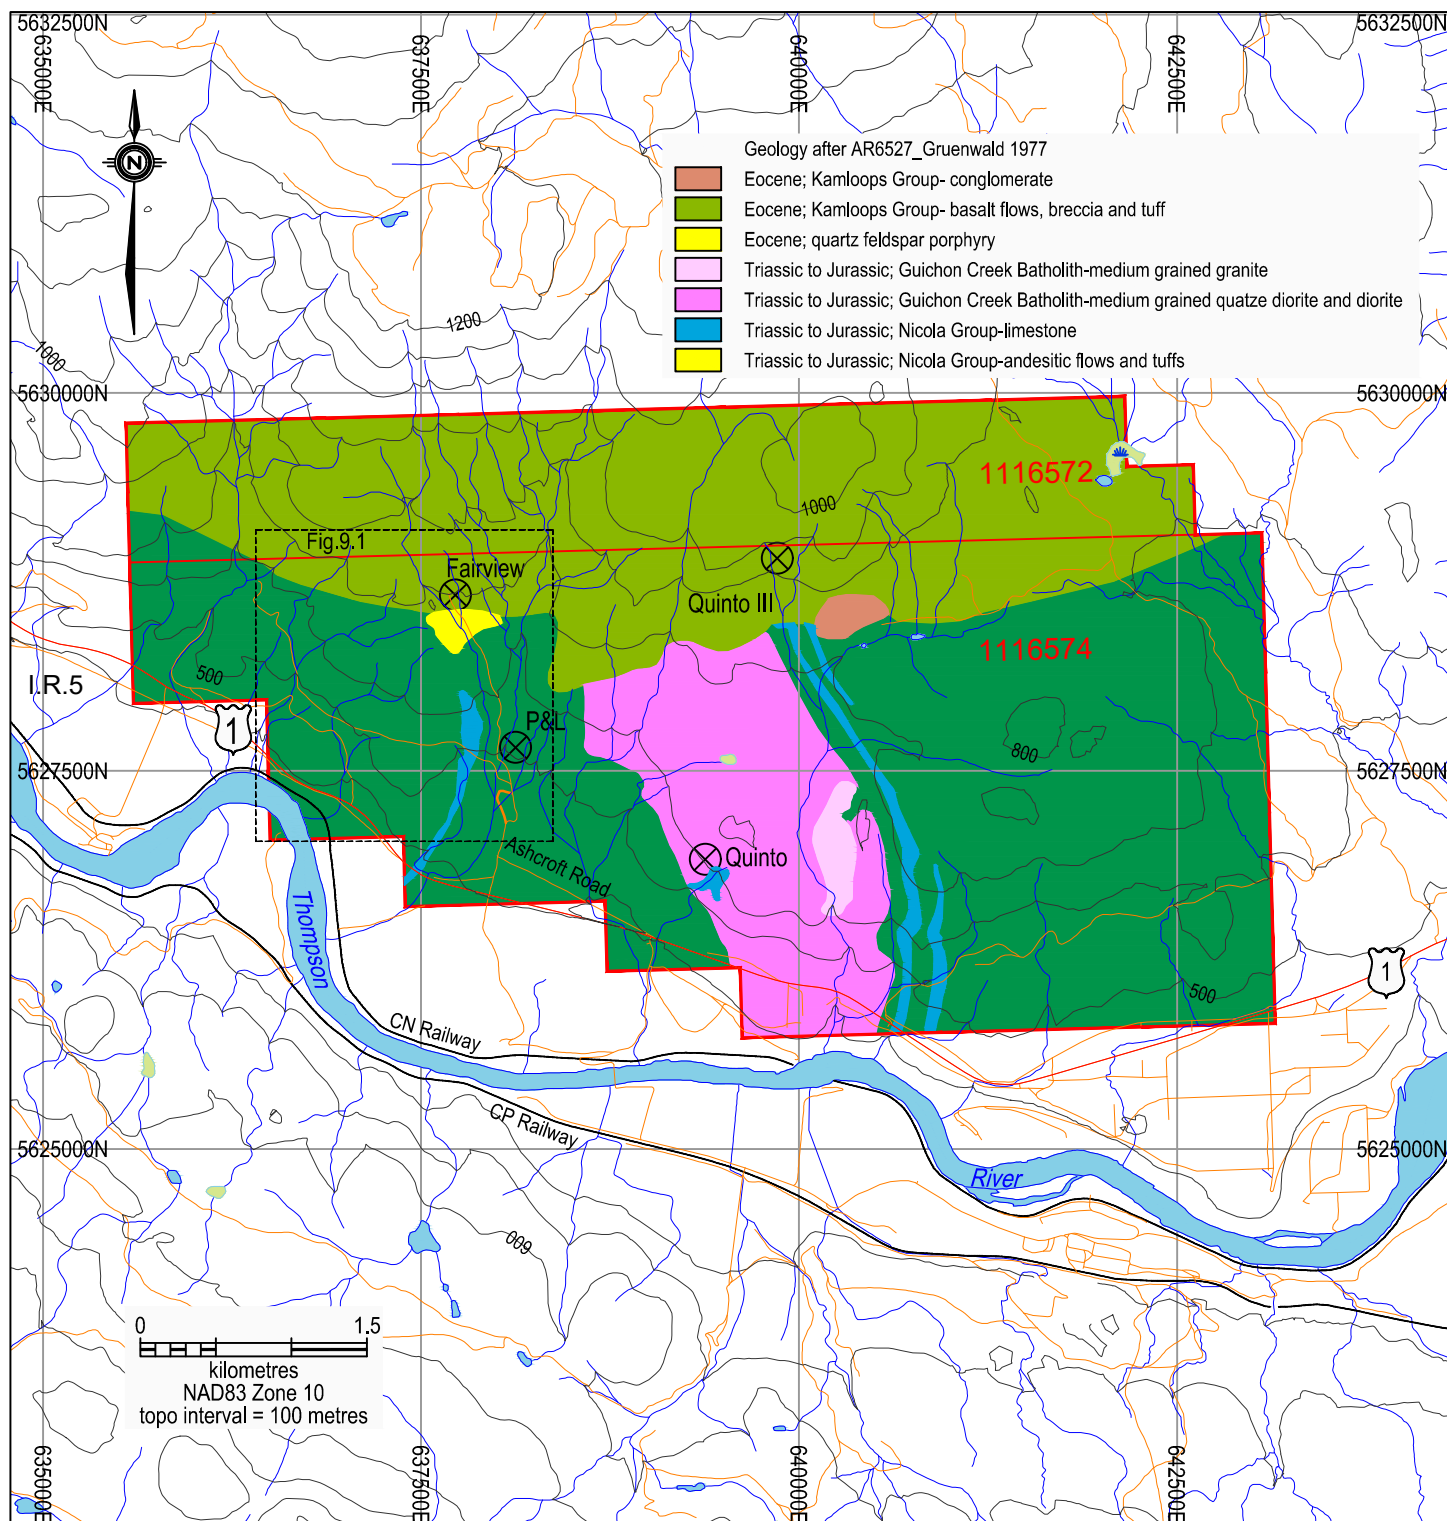 5632500N
5632500N
635000E
637500E
640000E
642500E
N
Geology after AR6527_Gruenwald 1977
Eocene; Kamloops Group- conglomerate
Eocene; Kamloops Group- basalt flows, breccia and tuff
Eocene; quartz feldspar porphyry
Triassic to Jurassic; Guichon Creek Batholith-medium grained granite
Triassic to Jurassic; Guichon Creek Batholith-medium grained quatze diorite and diorite
Triassic to Jurassic; Nicola Group-limestone
Triassic to Jurassic; Nicola Group-andesitic flows and tuffs
1200
1000
5630000N
5630000N
1116572
1000
Fig.9.1
Fairview
Quinto III
1116574
500
I.R.5
1
P&L
800
5627500N
5627500N
Quinto
Ashcroft Road
Thompson
1
500
CN Railway
CP Railway
5625000N
5625000N
River
600
0 1.5
kilometres
NAD83 Zone 10
topo interval = 100 metres
635000E
637500E
640000E
642500E